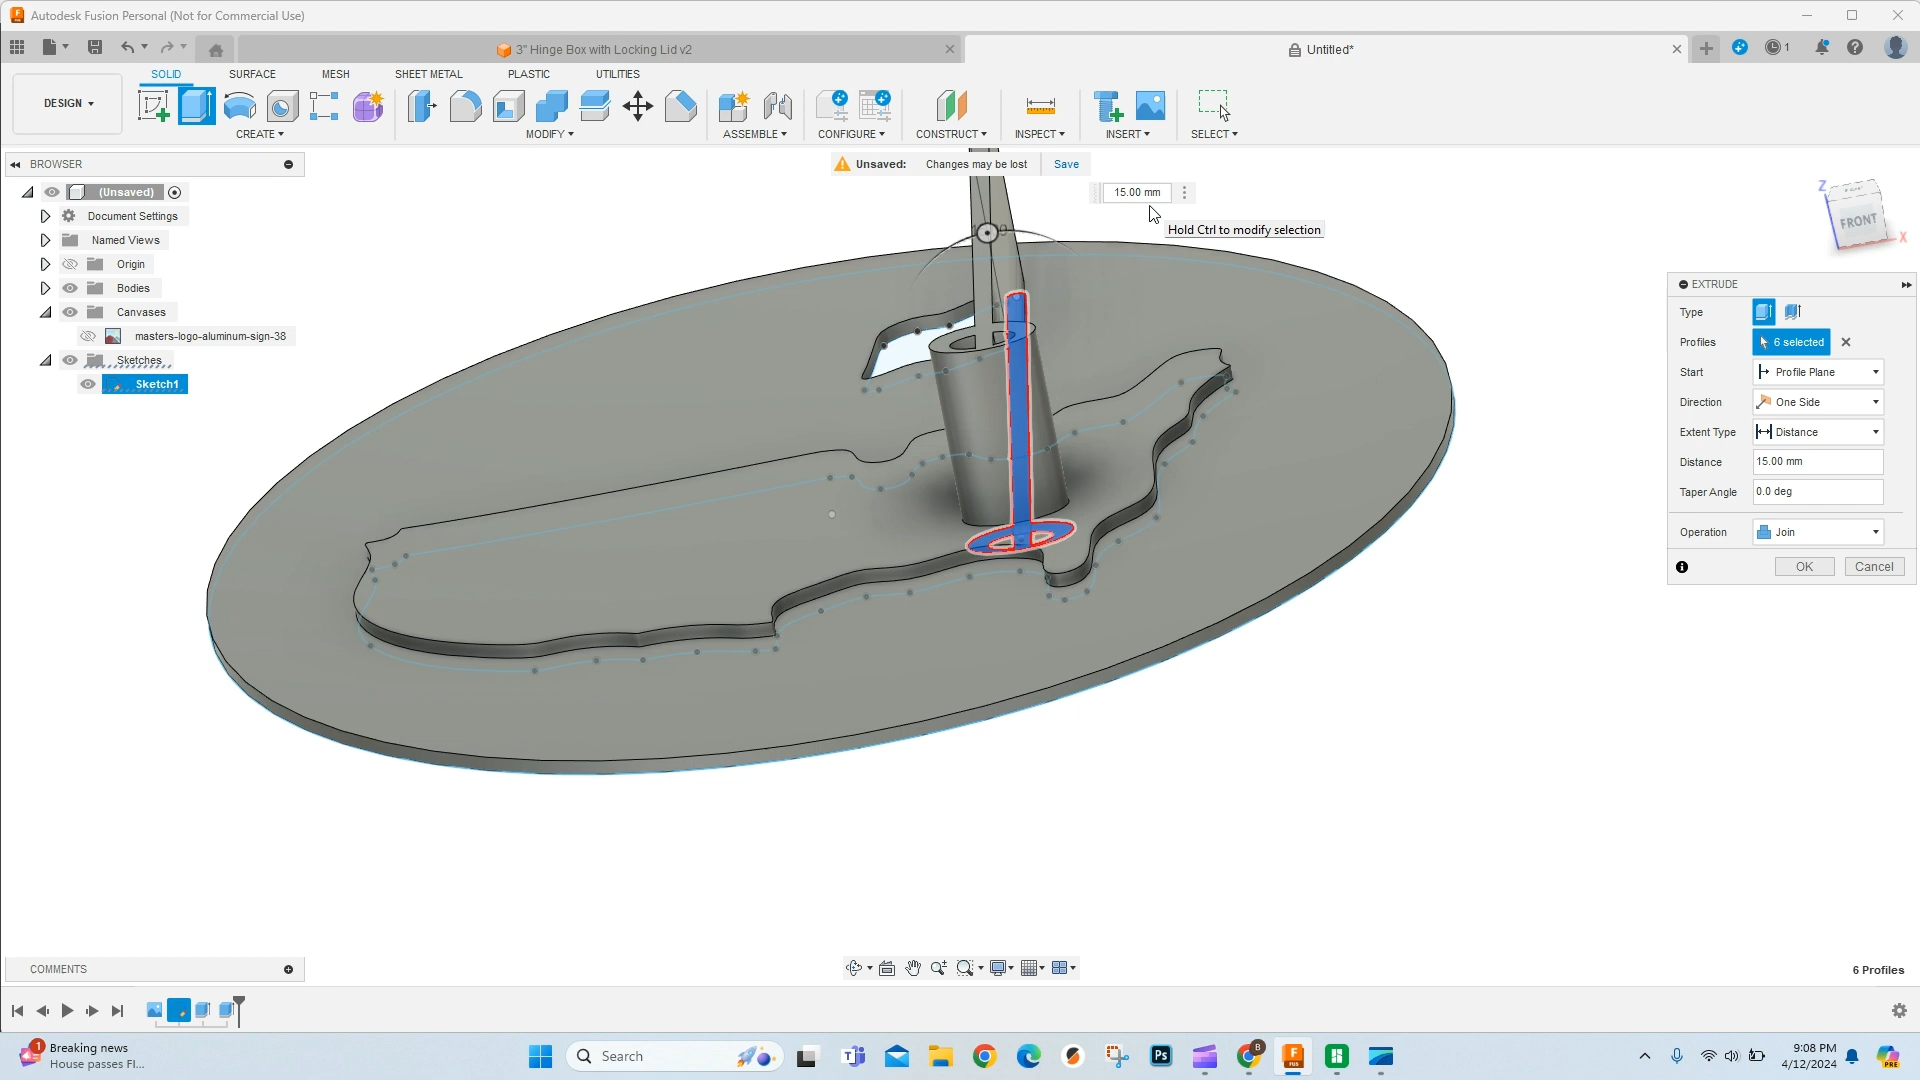 Autodesk Fusion Personal (Not for Commercial Use)
3" Hinge Box with Locking Lid v2
Untitled*
1
DESIGN
SOLID
SURFACE
MESH
SHEET METAL
PLASTIC
UTILITIES
CREATE
MODIFY
ASSEMBLE
CONFIGURE
CONSTRUCT
INSPECT
INSERT
SELECT
BROWSER
Unsaved: Changes may be lost
Save
(Unsaved)
Document Settings
Named Views
Origin
Bodies
Canvases
masters-logo-aluminum-sign-38
Sketches
Sketch1
15.00 mm
Hold Ctrl to modify selection
Z
FRONT
X
EXTRUDE
Type
Profiles
6 selected
Start
Profile Plane
Direction
One Side
Extent Type
Distance
Distance
15.00 mm
Taper Angle
0.0 deg
Operation
Join
OK
Cancel
COMMENTS
6 Profiles
1
Breaking news
House passes FI...
Search
Ps
B
F
FUS
9:08 PM
4/12/2024
PRE